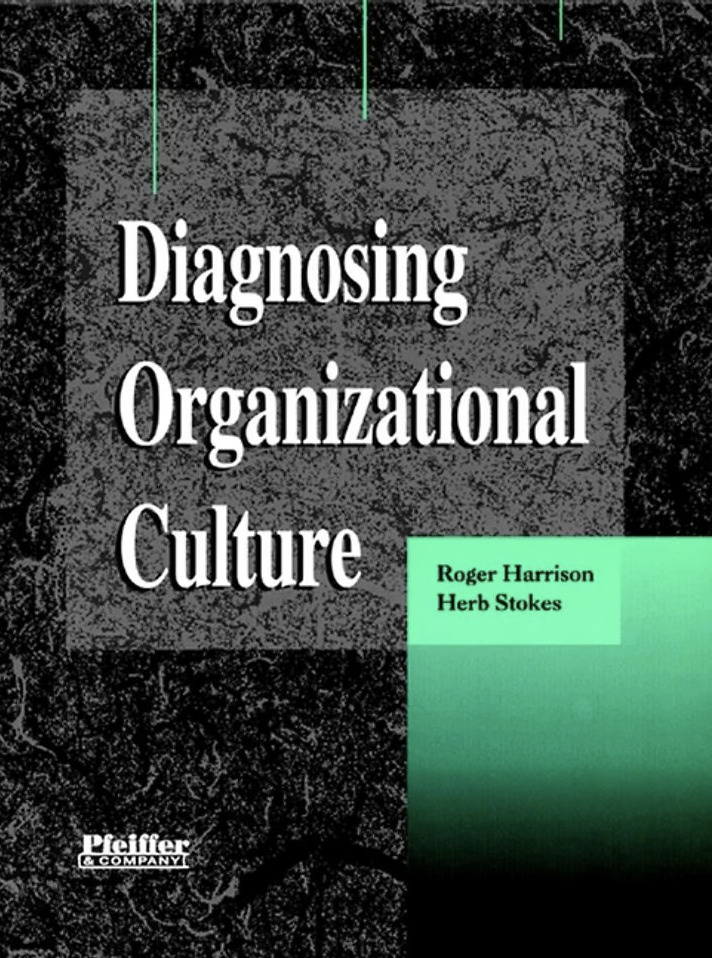 Diagnosing
Organizational
Culture
Roger Harrison
Herb Stokes
Pfeiffer
& COMPANY